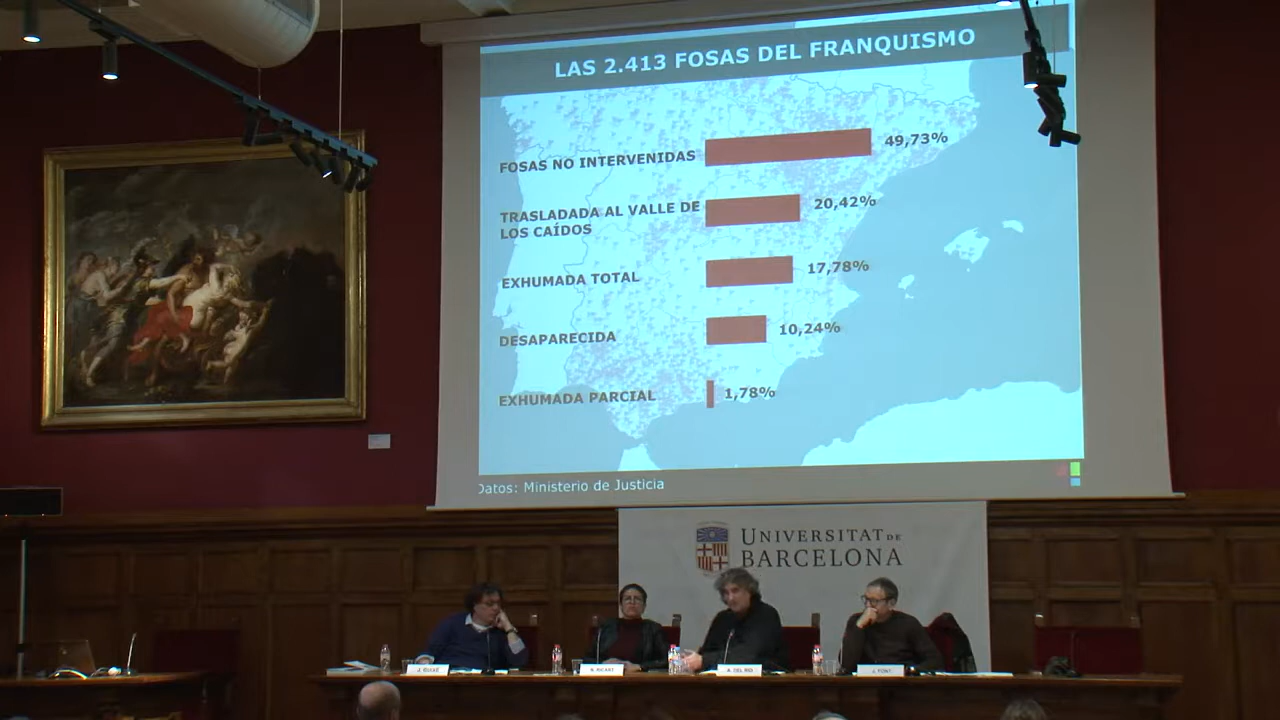 LAS 2.413 FOSAS DEL FRANQUISMO
FOSAS NO INTERVENIDAS 49,73%
TRASLADADA AL VALLE DE
LOS CAÍDOS 20,42%
EXHUMADA TOTAL 17,78%
DESAPARECIDA 10,24%
EXHUMADA PARCIAL 1,78%
Datos: Ministerio de Justicia
UNIVERSITAT DE
BARCELONA
N. RICART
A. DEL RÍO
J. FONT